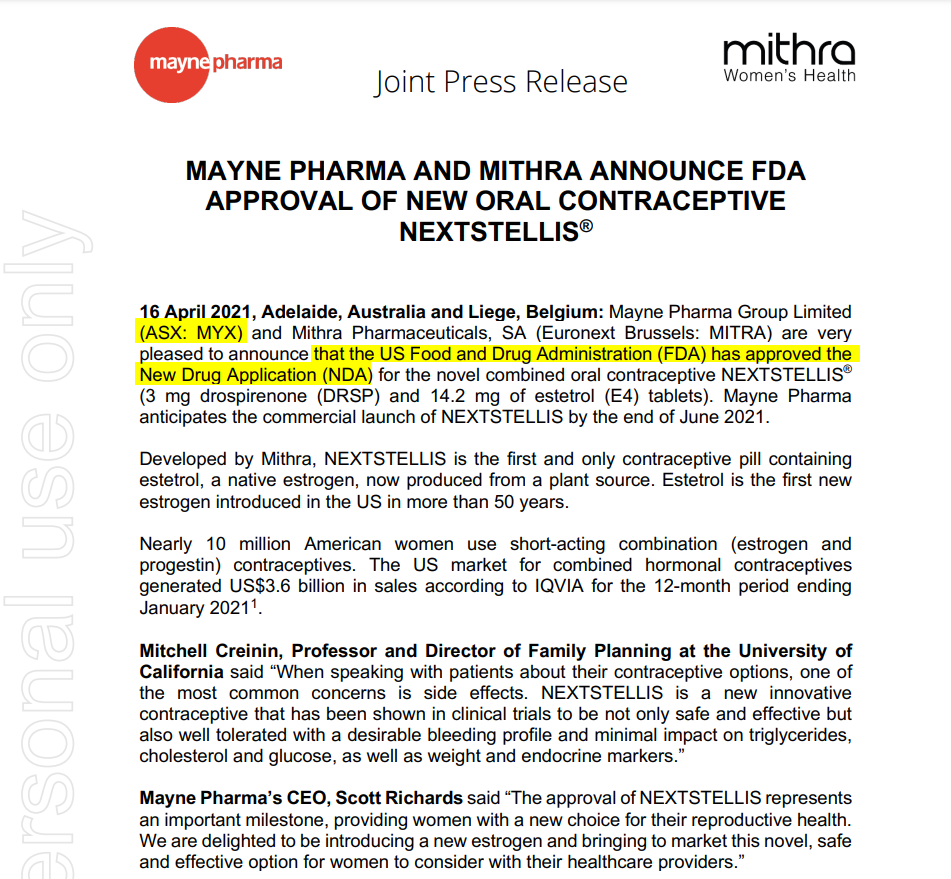 maynepharma
mithra
Women's Health
Joint Press Release
MAYNE PHARMA AND MITHRA ANNOUNCE FDA
APPROVAL OF NEW ORAL CONTRACEPTIVE
NEXTSTELLIS®
16 April 2021, Adelaide, Australia and Liege, Belgium: Mayne Pharma Group Limited
(ASX: MYX) and Mithra Pharmaceuticals, SA (Euronext Brussels: MITRA) are very
pleased to announce that the US Food and Drug Administration (FDA) has approved the
New Drug Application (NDA) for the novel combined oral contraceptive NEXTSTELLIS®
(3 mg drospirenone (DRSP) and 14.2 mg of estetrol (E4) tablets). Mayne Pharma
anticipates the commercial launch of NEXTSTELLIS by the end of June 2021.
Developed by Mithra, NEXTSTELLIS is the first and only contraceptive pill containing
estetrol, a native estrogen, now produced from a plant source. Estetrol is the first new
estrogen introduced in the US in more than 50 years.
Nearly 10 million American women use short-acting combination (estrogen and
progestin) contraceptives. The US market for combined hormonal contraceptives
generated US$3.6 billion in sales according to IQVIA for the 12-month period ending
January 2021¹.
Mitchell Creinin, Professor and Director of Family Planning at the University of
California said “When speaking with patients about their contraceptive options, one of
the most common concerns is side effects. NEXTSTELLIS is a new innovative
contraceptive that has been shown in clinical trials to be not only safe and effective but
also well tolerated with a desirable bleeding profile and minimal impact on triglycerides,
cholesterol and glucose, as well as weight and endocrine markers.”
Mayne Pharma’s CEO, Scott Richards said “The approval of NEXTSTELLIS represents
an important milestone, providing women with a new choice for their reproductive health.
We are delighted to be introducing a new estrogen and bringing to market this novel, safe
and effective option for women to consider with their healthcare providers.”
ersonal use only